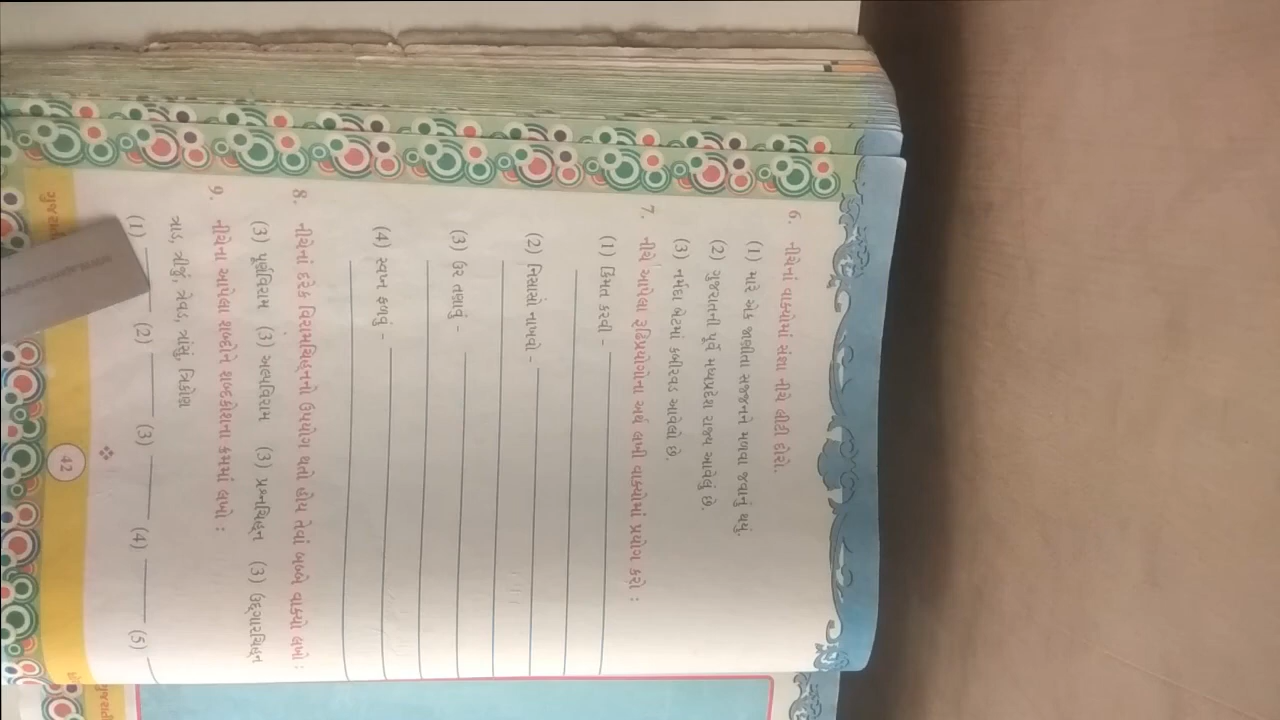 6. નીચેનાં વાક્યોમાં સંજ્ઞા નીચે લીટી દોરો.
(1) મારે એક જાણીતા સજ્જનને મળવા જવાનું થયું.
(2) ગુજરાતની પૂર્વે મધ્યપ્રદેશ રાજ્ય આવેલું છે.
(3) નર્મદા બેટમાં કબીરવડ આવેલો છે.
7. નીચે આપેલા રૂઢિપ્રયોગોના અર્થ લખી વાક્યોમાં પ્રયોગ કરો :
(1) કિંમત કરવી -
(2) નિસાસો નાખવો -
(3) ઉર તણાવું -
(4) સ્વપ્ન ફળવું -
8. નીચેનાં દરેક વિરામચિહ્નનો ઉપયોગ થતો હોય તેવાં બબ્બે વાક્યો લખો :
(3) પૂર્ણવિરામ (3) અલ્પવિરામ (3) પ્રશ્નચિહ્ન (3) ઉદ્ગારચિહ્ન
9. નીચેના આપેલા શબ્દોને શબ્દકોશના ક્રમમાં લખો :
ત્રાડ, ત્રીજું, ત્રેવડ, ત્રાંસું, ત્રિકોણ
(1) (2) (3) (4) (5)
42